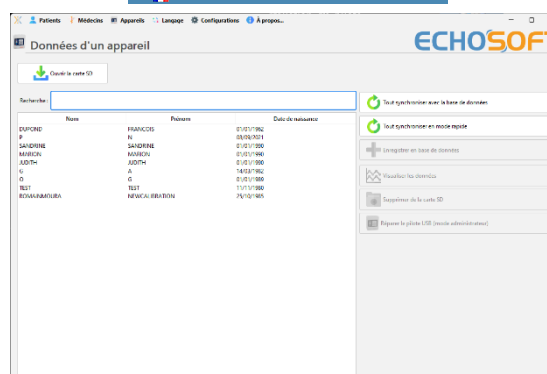 Patients Médecins Appareils Langage Configurations À propos...
Données d'un appareil
ECHOSOFT
Ouvrir la carte SD
Rechercher:
Tout synchroniser avec la base de données
Tout synchroniser en mode rapide
Enregistrer en base de données
Visualiser les données
Supprimer de la carte SD
Réparer le pilote USB (mode administrateur)
Nom Prénom Date de naissance
DUPOND FRANCOIS 01/01/1962
P N 08/09/2021
SANDRINE SANDRINE 01/01/1990
MARION MARION 01/01/1990
JUDITH JUDITH 01/01/1990
G A 14/03/1962
O G 01/01/1989
TEST TEST 11/11/1980
ROMAINMOURA NEWCALIBRATION 25/10/1985